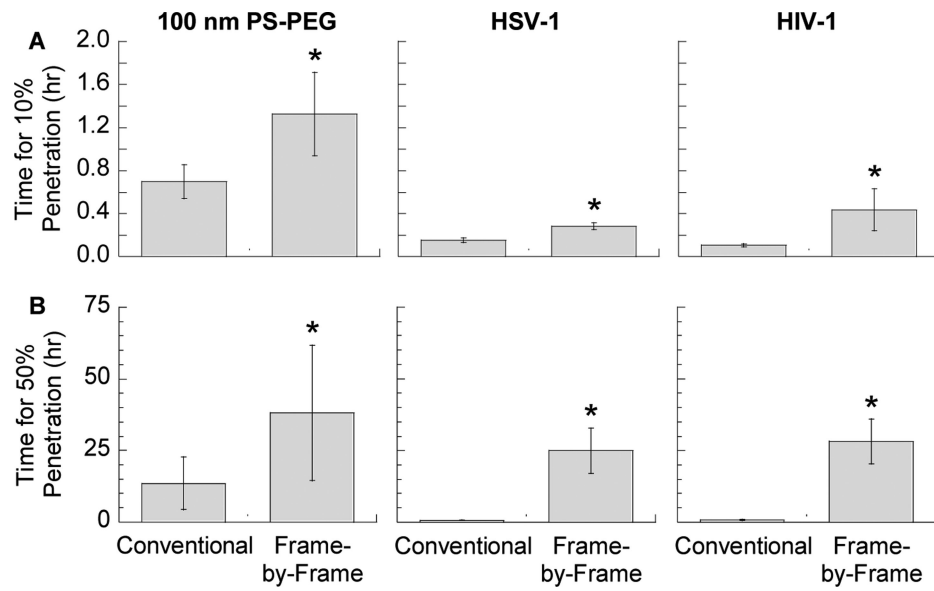 100 nm PS-PEG HSV-1 HIV-1
A
Time for 10%
Penetration (hr)
2.0
1.6
1.2
0.8
0.4
0.0
*
*
*
B
Time for 50%
Penetration (hr)
75
50
25
0
*
*
*
Conventional Frame-
by-Frame
Conventional Frame-
by-Frame
Conventional Frame-
by-Frame